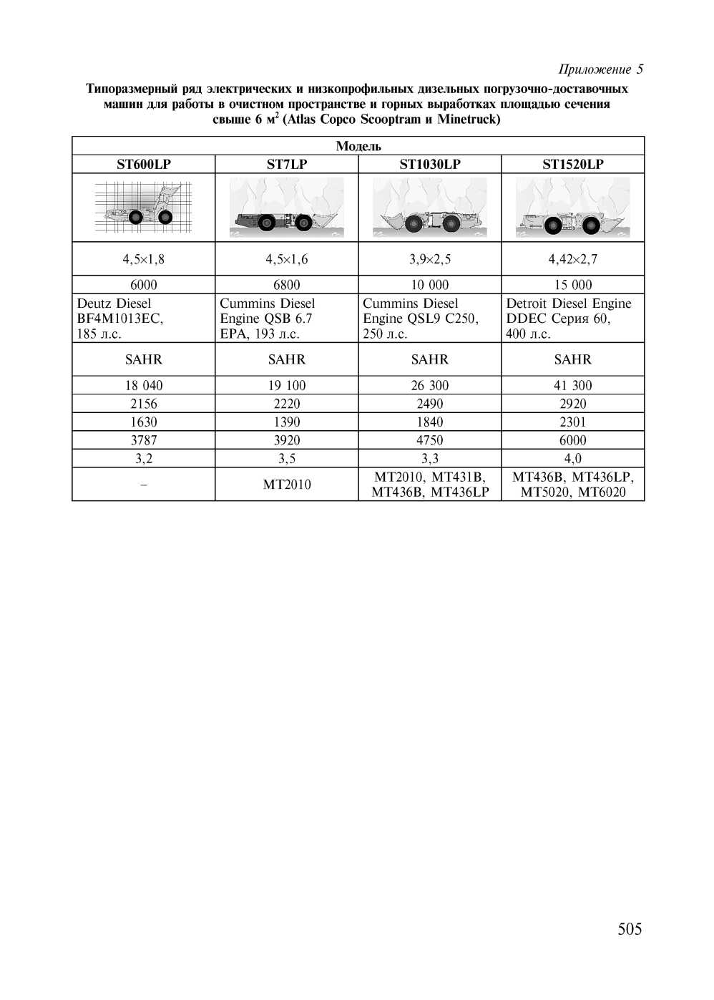 Приложение 5
Типоразмерный ряд электрических и низкопрофильных дизельных погрузочно-доставочных
машин для работы в очистном пространстве и горных выработках площадью сечения
свыше 6 м² (Atlas Copco Scooptram и Minetruck)
Модель
ST600LP ST7LP ST1030LP ST1520LP
4,5×1,8 4,5×1,6 3,9×2,5 4,42×2,7
6000 6800 10 000 15 000
Deutz Diesel Cummins Diesel Cummins Diesel Detroit Diesel Engine
BF4M1013EC, Engine QSB 6.7 Engine QSL9 C250, DDEC Серия 60,
185 л.с. EPA, 193 л.с. 250 л.с. 400 л.с.
SAHR SAHR SAHR SAHR
18 040 19 100 26 300 41 300
2156 2220 2490 2920
1630 1390 1840 2301
3787 3920 4750 6000
3,2 3,5 3,3 4,0
– MT2010 MT2010, MT431B, MT436B, MT436LP,
MT436B, MT436LP MT5020, MT6020
505